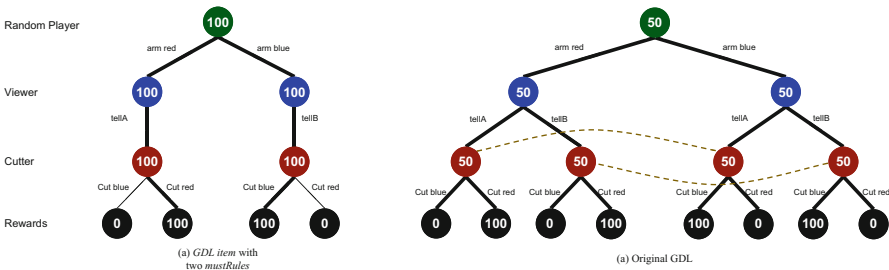 Random Player
100
50
arm red
arm blue
arm red
arm blue
Viewer
100
100
50
50
tellA
tellB
tellA
tellB
tellA
tellB
Cutter
100
100
50
50
50
50
Cut blue
Cut red
Cut blue
Cut red
Cut blue
Cut red
Cut blue
Cut red
Cut blue
Cut red
Cut blue
Cut red
Rewards
0
100
100
0
0
100
0
100
100
0
100
0
(a) GDL item with
two mustRules
(a) Original GDL